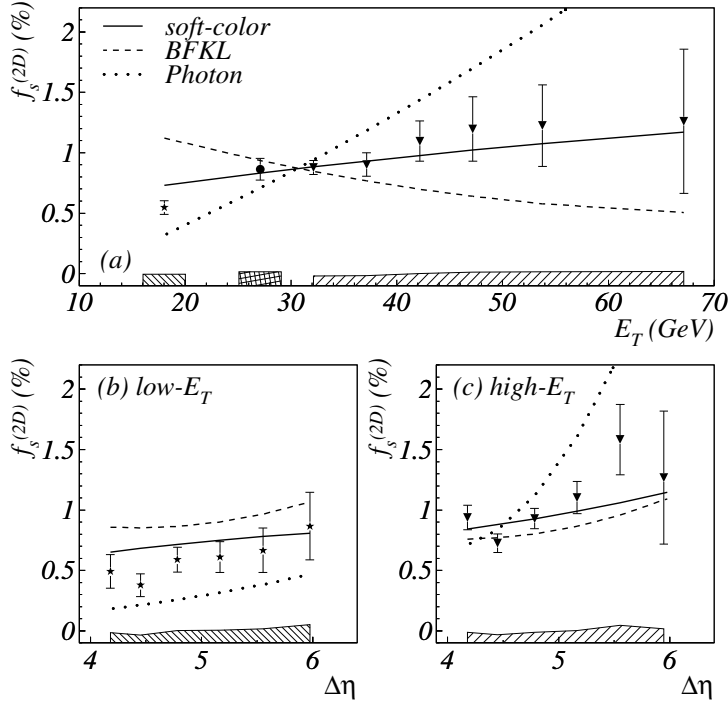 f_s^(2D) (%)
2
1.5
1
0.5
0
soft-color
BFKL
Photon
(a)
10 20 30 40 50 60 70
E_T (GeV)
f_s^(2D) (%)
2
1.5
1
0.5
0
(b) low-E_T
4 5 6
Δη
f_s^(2D) (%)
2
1.5
1
0.5
0
(c) high-E_T
4 5 6
Δη